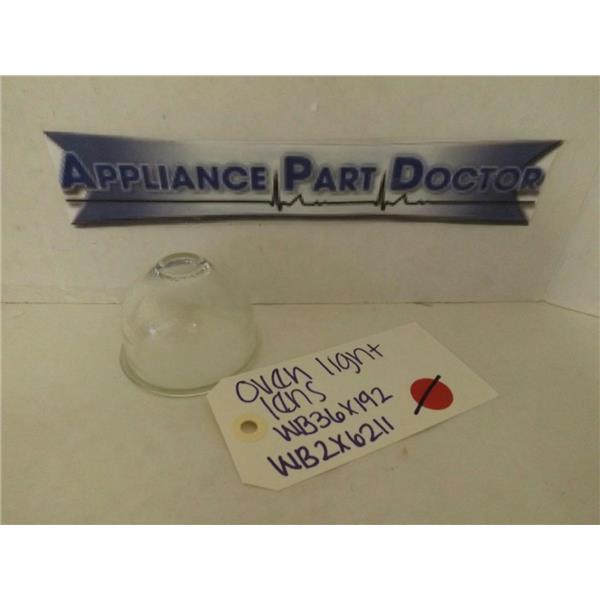 APPLIANCE PART DOCTOR
oven light
lens
WB36X192
WB2X6211